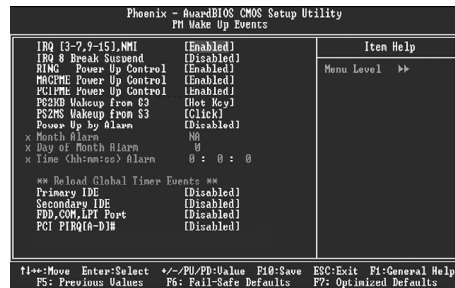 Phoenix - AwardBIOS CMOS Setup Utility
PM Wake Up Events
IRQ [3-7,9-15],NMI [Enabled]
IRQ 8 Break Suspend [Disabled]
RING Power Up Control [Enabled]
MACPME Power Up Control [Enabled]
PCIPME Power Up Control [Enabled]
PS2KB Wakeup from S3 [Hot Key]
PS2MS Wakeup from S3 [Click]
Power Up by Alarm [Disabled]
x Month Alarm NA
x Day of Month Alarm 0
x Time (hh:mm:ss) Alarm 0 : 0 : 0
** Reload Global Timer Events **
Primary IDE [Disabled]
Secondary IDE [Disabled]
FDD,COM,LPT Port [Disabled]
PCI PIRQ[A-D]# [Disabled]
Item Help
Menu Level ▶▶
↑↓→←:Move Enter:Select +/-/PU/PD:Value F10:Save ESC:Exit F1:General Help
F5: Previous Values F6: Fail-Safe Defaults F7: Optimized Defaults